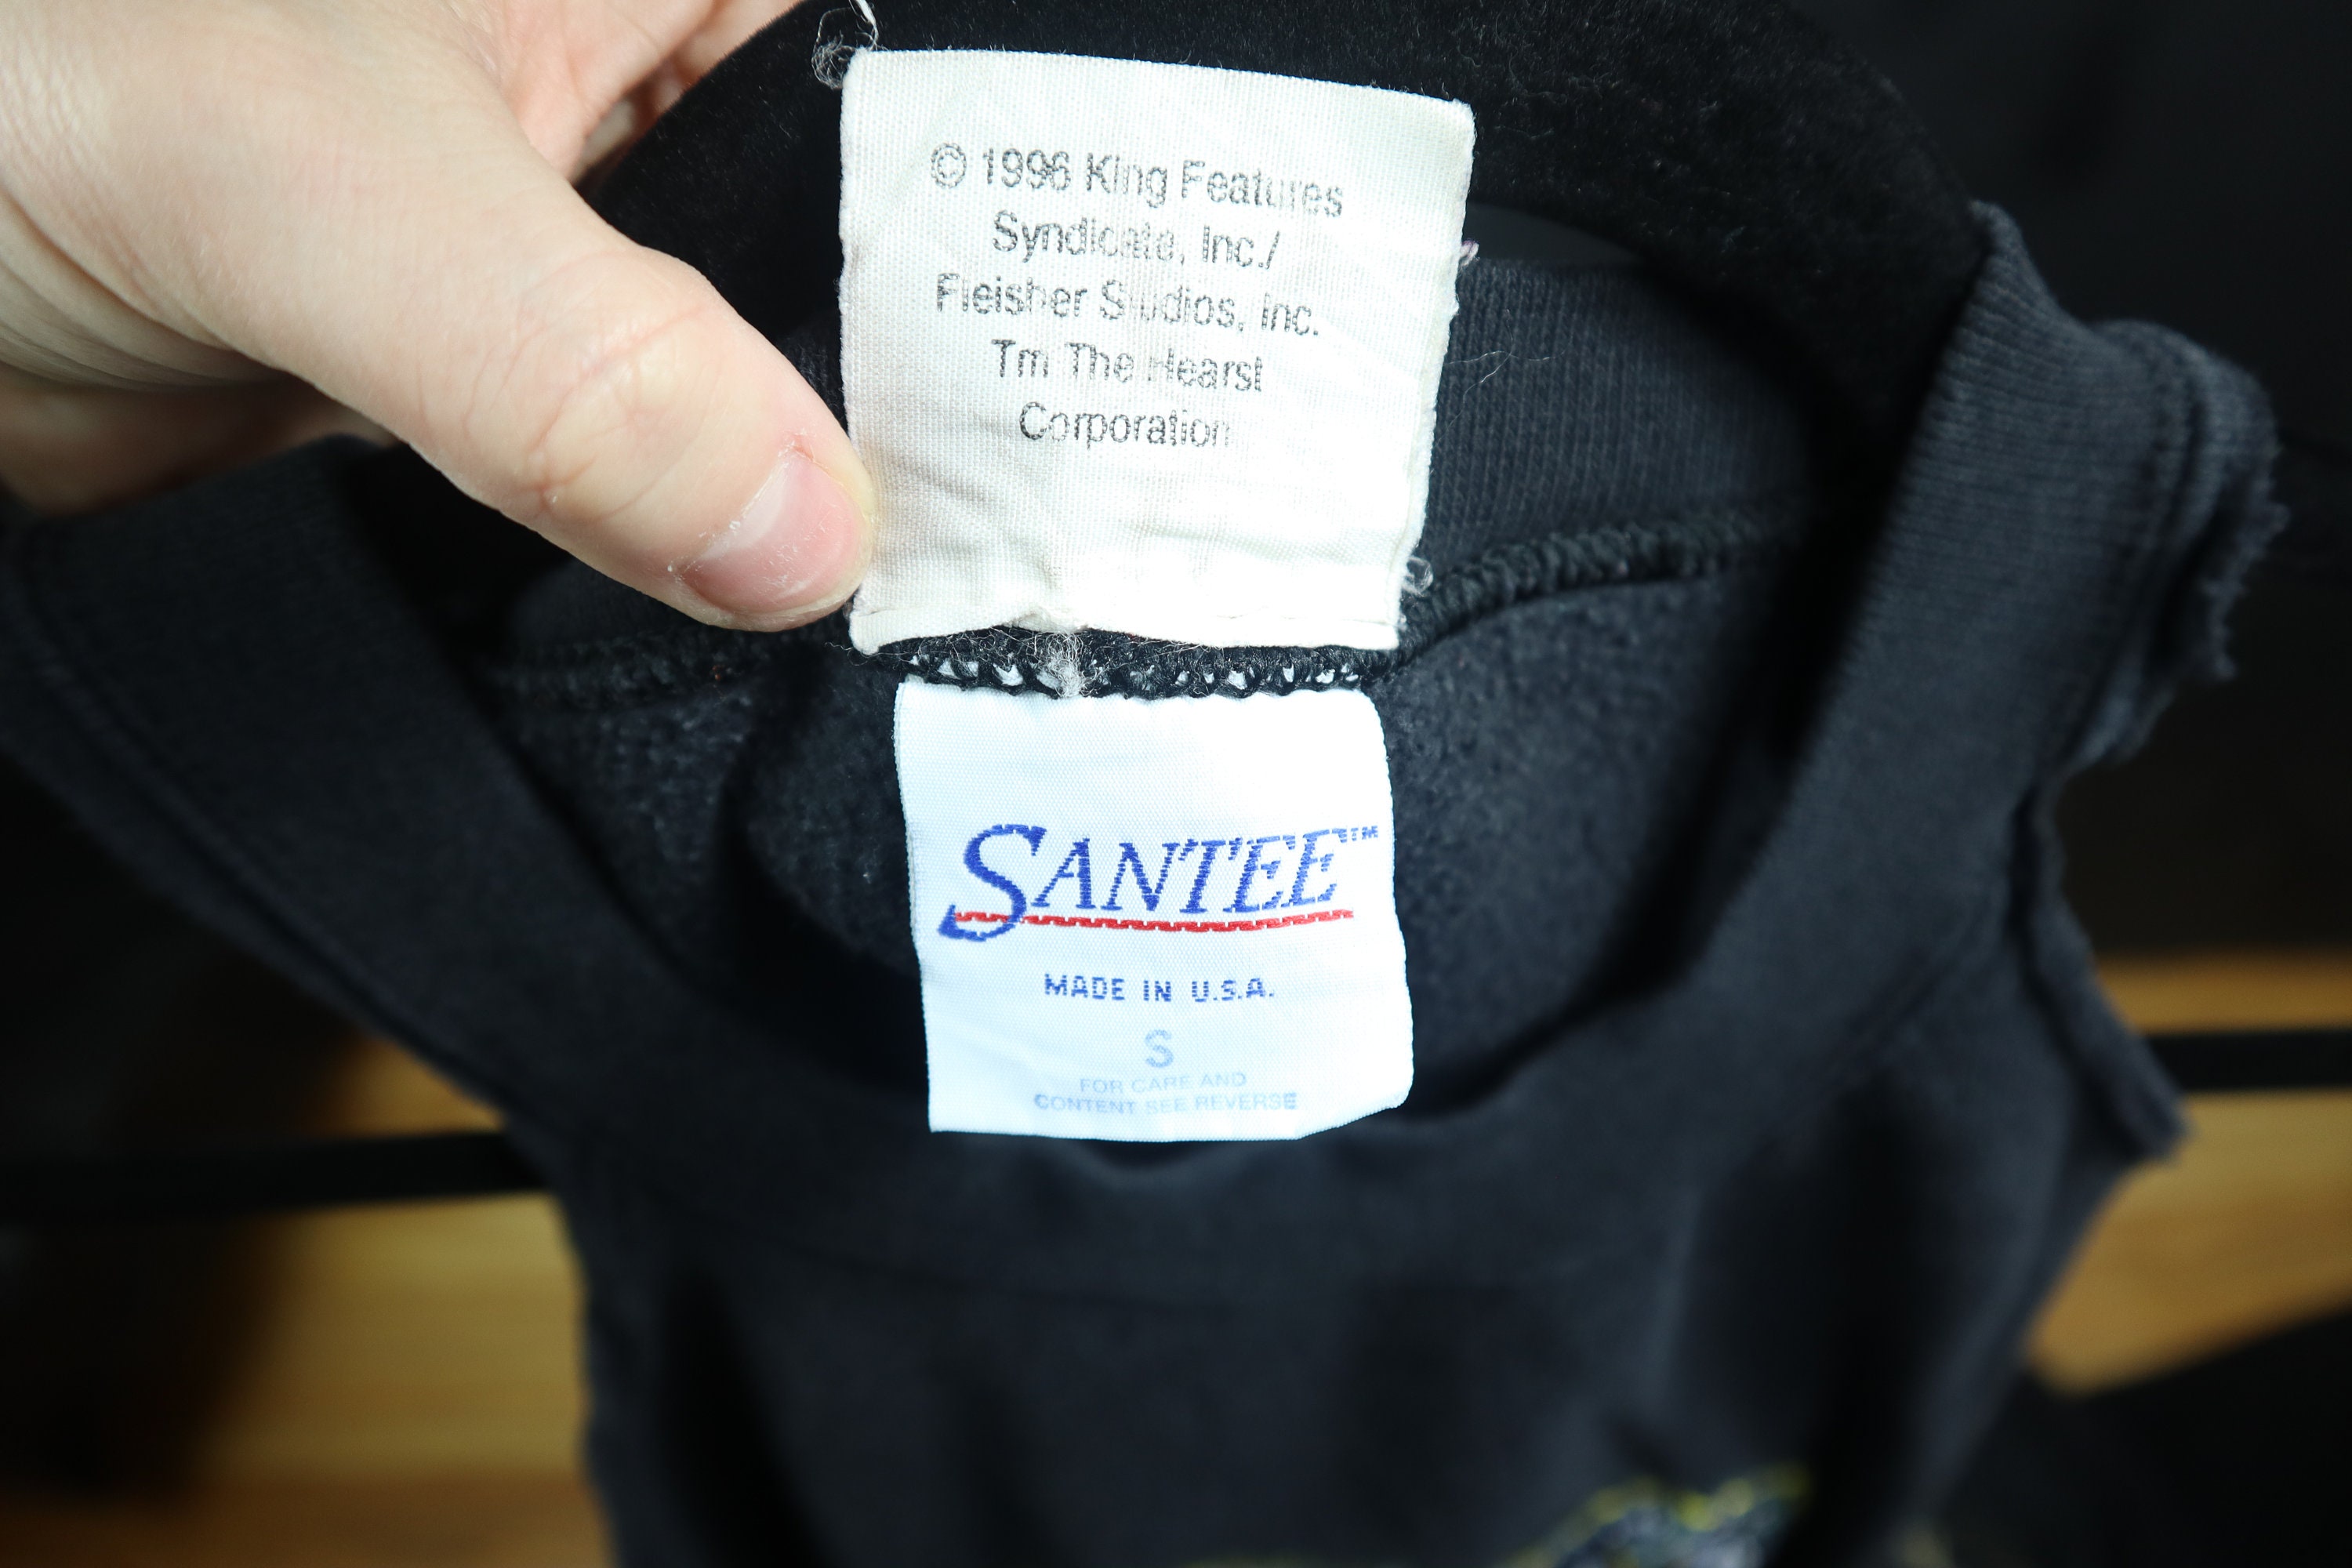 © 1996 King Features
Syndicate, Inc./
Fleisher Studios, Inc.
Tm The Hearst
Corporation
SANTEE™
MADE IN U.S.A.
S
FOR CARE AND
CONTENT SEE REVERSE